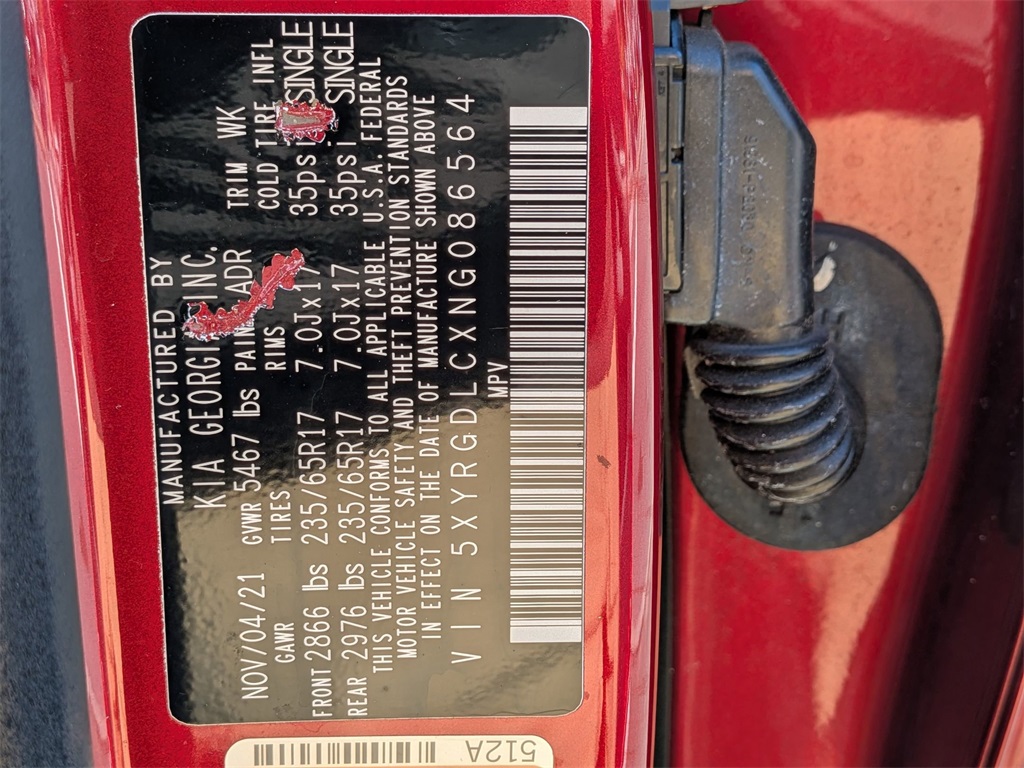 MANUFACTURED BY
KIA GEORGIA INC.
NOV/04/21 GVWR 5467 lbs PAINT ADR TRIM WK
GAWR TIRES RIMS COLD TIRE INFL
FRONT 2866 lbs 235/65R17 7.0Jx17 35psi SINGLE
REAR 2976 lbs 235/65R17 7.0Jx17 35psi SINGLE
THIS VEHICLE CONFORMS TO ALL APPLICABLE U.S.A. FEDERAL
MOTOR VEHICLE SAFETY AND THEFT PREVENTION STANDARDS
IN EFFECT ON THE DATE OF MANUFACTURE SHOWN ABOVE
VIN 5XYRGDLCXNG086564
MPV
512A